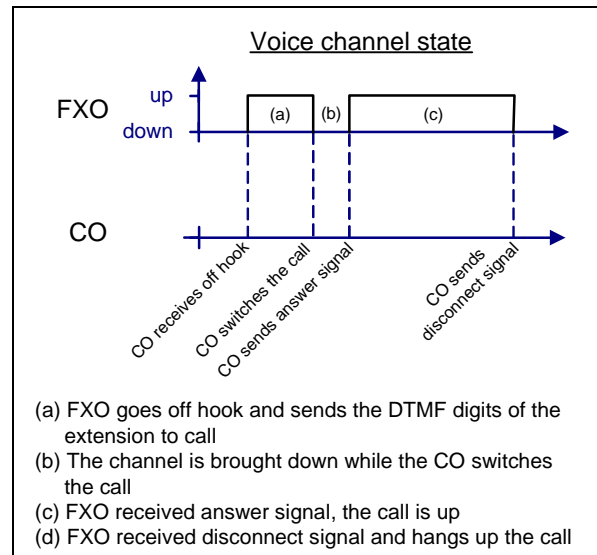 Voice channel state
up
FXO
(a)
(b)
(c)
down
CO
CO receives off hook
CO switches the call
CO sends answer signal
CO sends
disconnect signal
(a) FXO goes off hook and sends the DTMF digits of the
extension to call
(b) The channel is brought down while the CO switches
the call
(c) FXO received answer signal, the call is up
(d) FXO received disconnect signal and hangs up the call